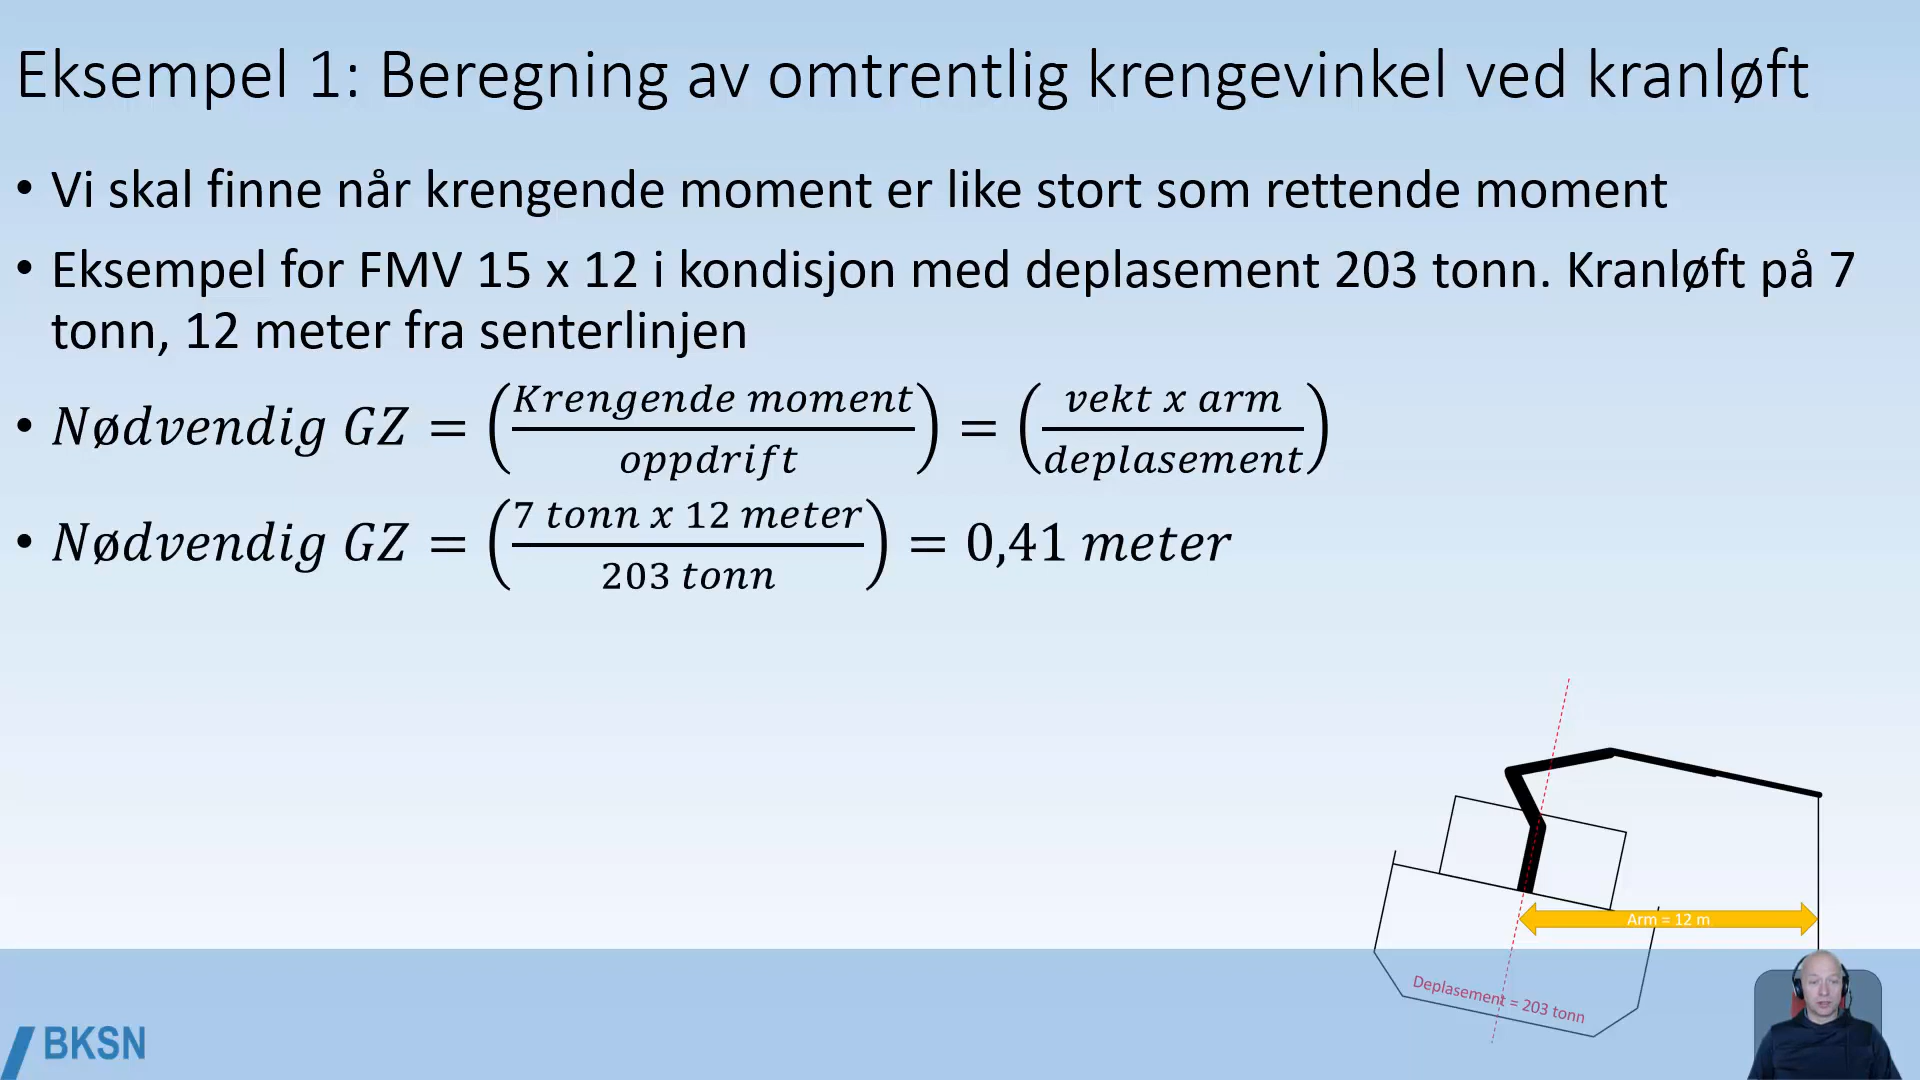 Eksempel 1: Beregning av omtrentlig krengevinkel ved kranløft
• Vi skal finne når krengende moment er like stort som rettende moment
• Eksempel for FMV 15 x 12 i kondisjon med deplasement 203 tonn. Kranløft på 7
tonn, 12 meter fra senterlinjen
• Nødvendig GZ = (Krengende moment / oppdrift) = (vekt x arm / deplasement)
• Nødvendig GZ = (7 tonn x 12 meter / 203 tonn) = 0,41 meter
Arm = 12 m
Deplasement = 203 tonn
BKSN